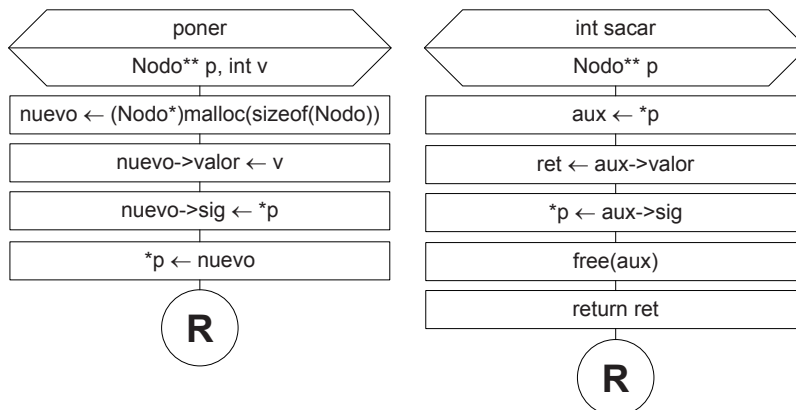 poner
Nodo** p, int v
nuevo ← (Nodo*)malloc(sizeof(Nodo))
nuevo->valor ← v
nuevo->sig ← *p
*p ← nuevo
R
int sacar
Nodo** p
aux ← *p
ret ← aux->valor
*p ← aux->sig
free(aux)
return ret
R